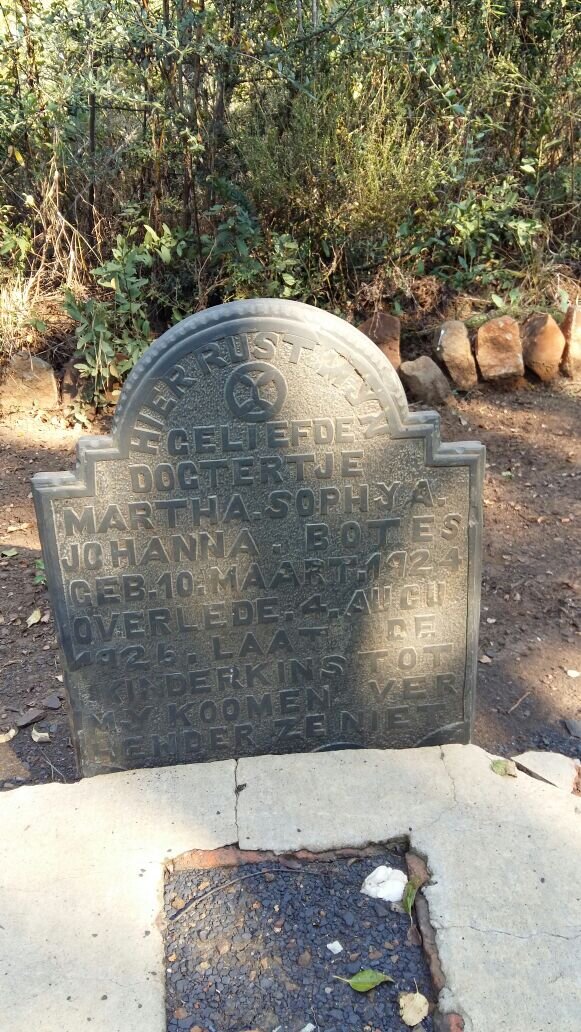 HIER RUST MYN
GELIEFDE
DOGTERTJE
MARTHA.SOPHYA.
JOHANNA. BOTES
GEB.10.MAART.1924
OVERLEDE.4.AUGU
1926. LAAT DE
KINDERKINS TOT
MY KOOMEN VER
HENDER ZE NIET